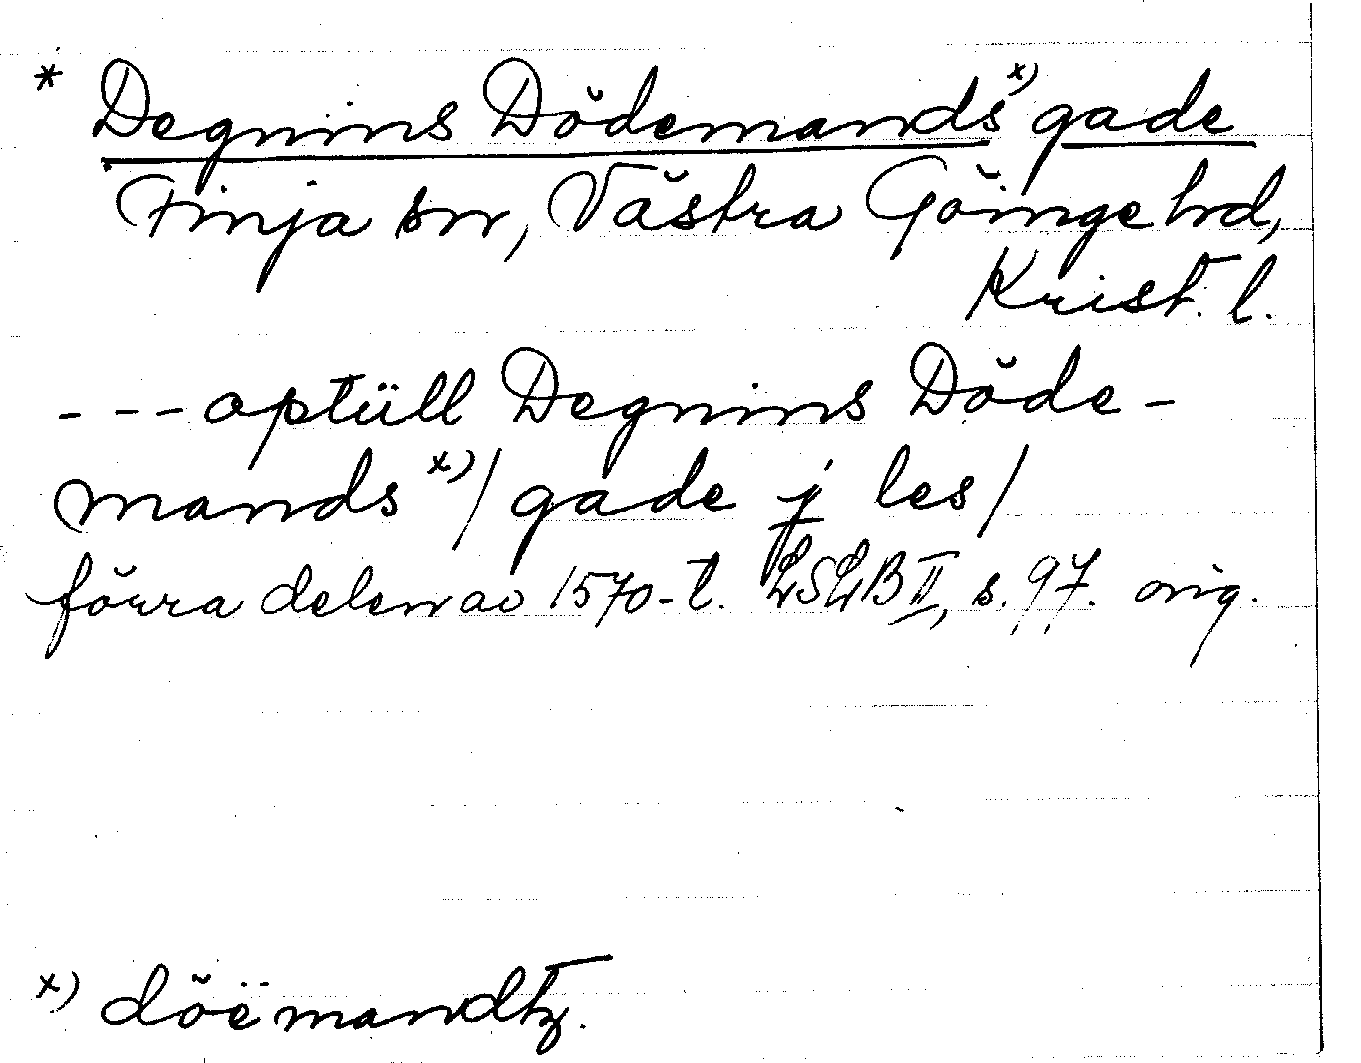 * Degnins Dödemands x) gade
Finja sn, Västra Göinge hd,
Krist. l.
- - - optüll Degnins Döde-
mands x) / gade j les /
förra delen av 1570-t. LSLB II, s. 97. orig.
x) döëmandtz.